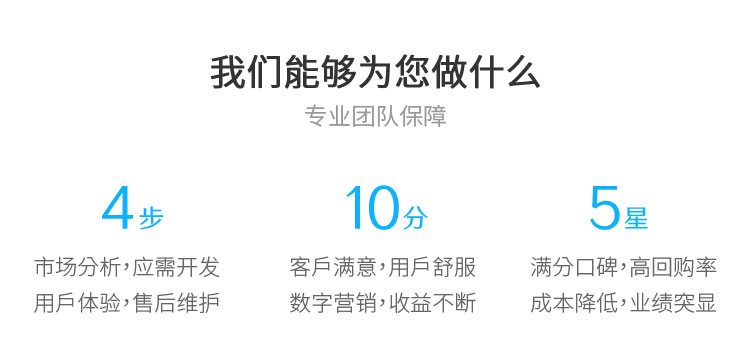 我们能够为您做什么
专业团队保障
4步
10分
5星
市场分析，应需开发
用戶体验，售后维护
客戶满意，用戶舒服
数字营销，收益不断
满分口碑，高回购率
成本降低，业绩突显